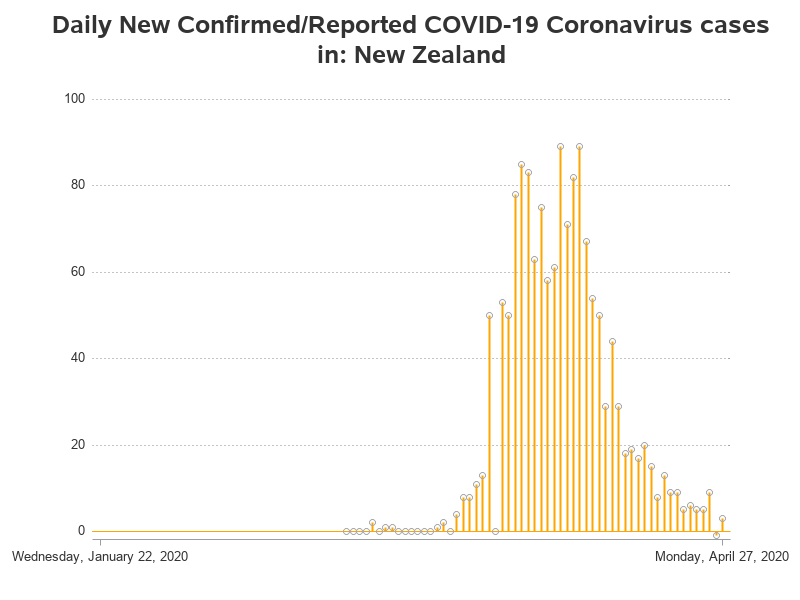 Daily New Confirmed/Reported COVID-19 Coronavirus cases
in: New Zealand
100
80
60
40
20
0
Wednesday, January 22, 2020
Monday, April 27, 2020